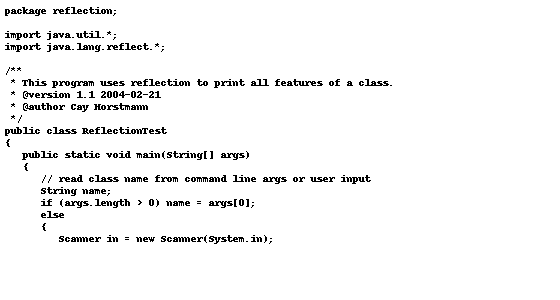 package reflection;

import java.util.*;
import java.lang.reflect.*;

/**
 * This program uses reflection to print all features of a class.
 * @version 1.1 2004-02-21
 * @author Cay Horstmann
 */
public class ReflectionTest
{
   public static void main(String[] args)
   {
      // read class name from command line args or user input
      String name;
      if (args.length > 0) name = args[0];
      else
      {
         Scanner in = new Scanner(System.in);